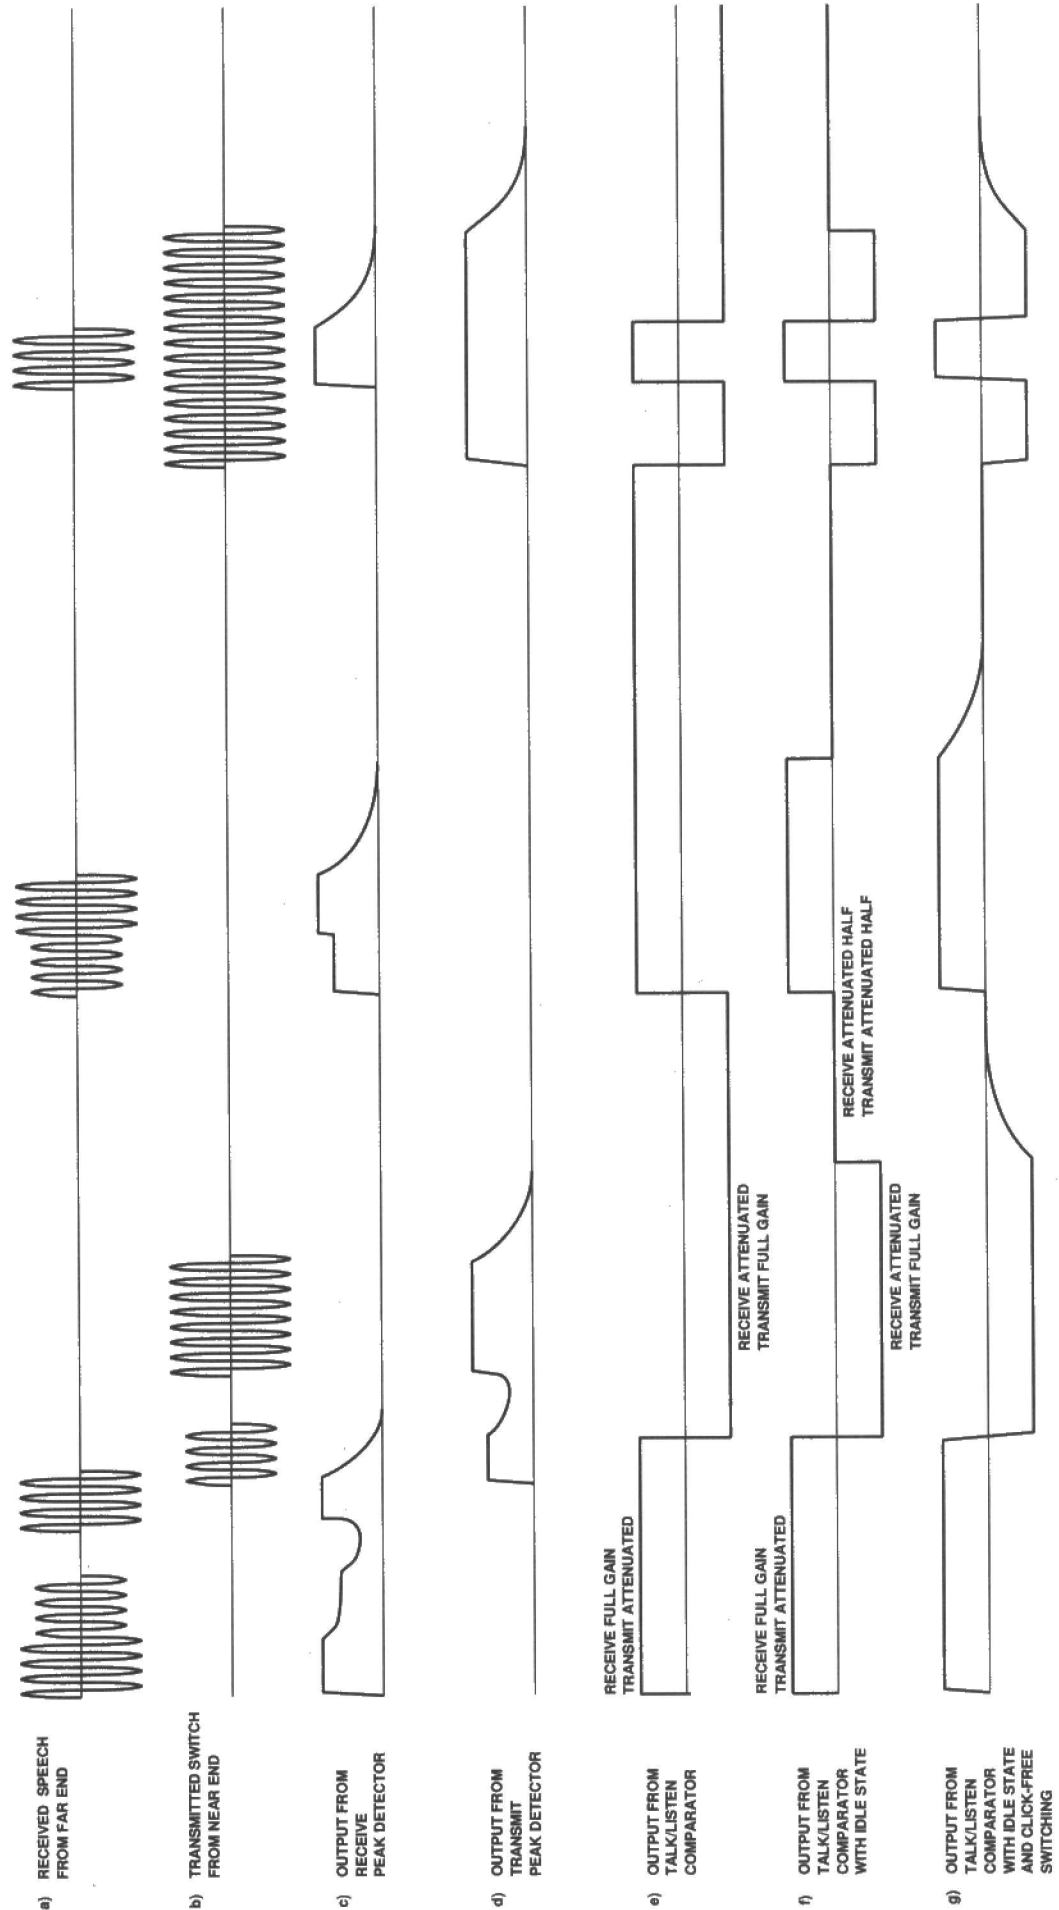 a) RECEIVED SPEECH
FROM FAR END
b) TRANSMITTED SWITCH
FROM NEAR END
c) OUTPUT FROM
RECEIVE
PEAK DETECTOR
d) OUTPUT FROM
TRANSMIT
PEAK DETECTOR
e) OUTPUT FROM
TALK/LISTEN
COMPARATOR
RECEIVE FULL GAIN
TRANSMIT ATTENUATED
RECEIVE ATTENUATED
TRANSMIT FULL GAIN
f) OUTPUT FROM
TALK/LISTEN
COMPARATOR
WITH IDLE STATE
RECEIVE FULL GAIN
TRANSMIT ATTENUATED
RECEIVE ATTENUATED
TRANSMIT FULL GAIN
RECEIVE ATTENUATED HALF
TRANSMIT ATTENUATED HALF
g) OUTPUT FROM
TALK/LISTEN
COMPARATOR
WITH IDLE STATE
AND CLICK-FREE
SWITCHING